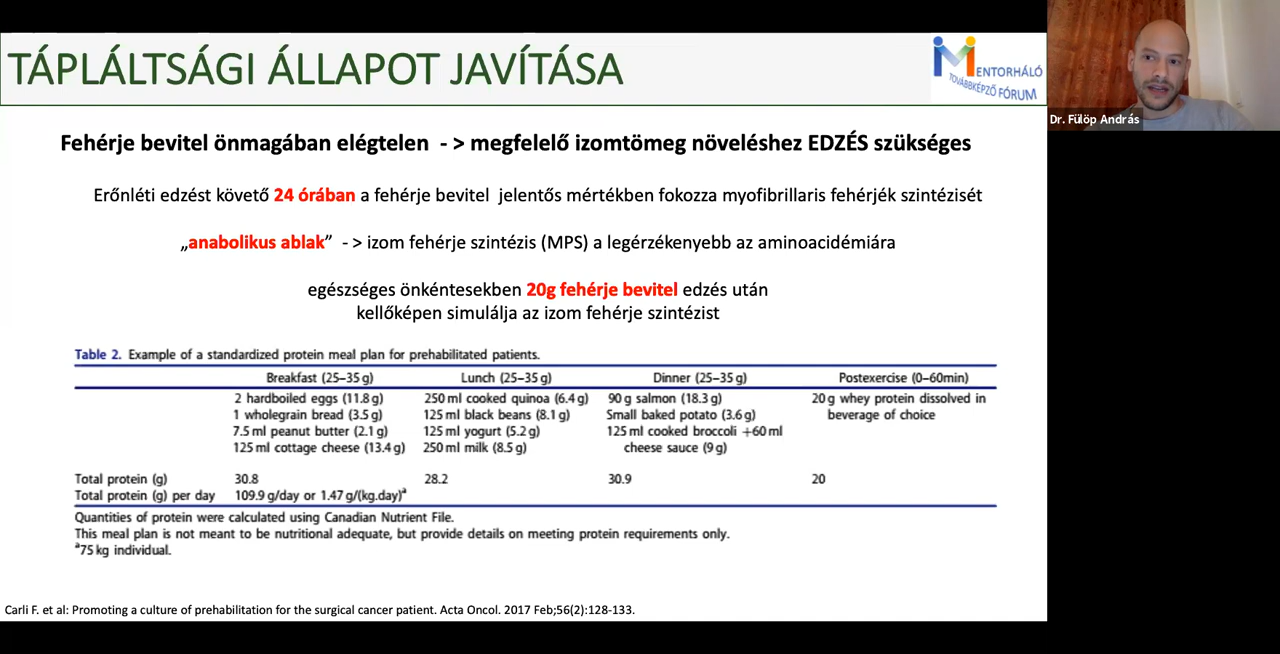 TÁPLÁLTSÁGI ÁLLAPOT JAVÍTÁSA
MENTORHÁLÓ
TOVÁBBKÉPZŐ FÓRUM
Dr. Fülöp András
Fehérje bevitel önmagában elégtelen - > megfelelő izomtömeg növeléshez EDZÉS szükséges
Erőnléti edzést követő 24 órában a fehérje bevitel jelentős mértékben fokozza myofibrillaris fehérjék szintézisét
„anabolikus ablak” - > izom fehérje szintézis (MPS) a legérzékenyebb az aminoacidémiára
egészséges önkéntesekben 20g fehérje bevitel edzés után
kellőképen simulálja az izom fehérje szintézist
Table 2. Example of a standardized protein meal plan for prehabilitated patients.
Breakfast (25–35 g) Lunch (25–35 g) Dinner (25–35 g) Postexercise (0–60min)
2 hardboiled eggs (11.8 g) 250 ml cooked quinoa (6.4 g) 90 g salmon (18.3 g) 20 g whey protein dissolved in
1 wholegrain bread (3.5 g) 125 ml black beans (8.1 g) Small baked potato (3.6 g) beverage of choice
7.5 ml peanut butter (2.1 g) 125 ml yogurt (5.2 g) 125 ml cooked broccoli +60 ml
125 ml cottage cheese (13.4 g) 250 ml milk (8.5 g) cheese sauce (9 g)
Total protein (g) 30.8 28.2 30.9 20
Total protein (g) per day 109.9 g/day or 1.47 g/(kg.day)a
Quantities of protein were calculated using Canadian Nutrient File.
This meal plan is not meant to be nutritional adequate, but provide details on meeting protein requirements only.
a75 kg individual.
Carli F. et al: Promoting a culture of prehabilitation for the surgical cancer patient. Acta Oncol. 2017 Feb;56(2):128-133.